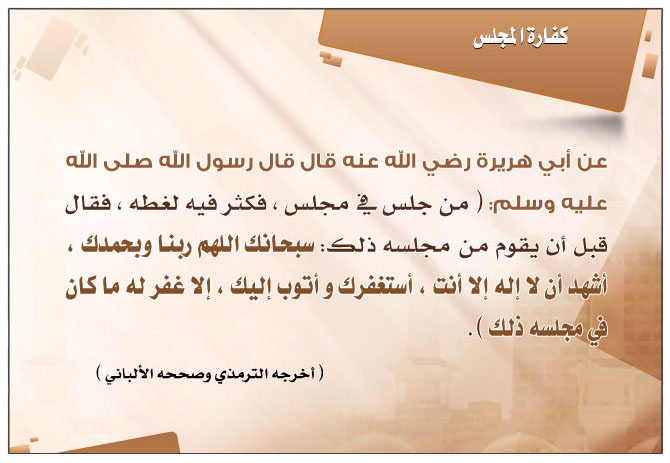 كفارة المجلس
عن أبي هريرة رضي الله عنه قال قال رسول الله صلى الله
عليه وسلم: ( من جلس في مجلس ، فكثر فيه لغطه ، فقال
قبل أن يقوم من مجلسه ذلك: سبحانك اللهم ربنا وبحمدك ،
أشهد أن لا إله إلا أنت ، أستغفرك و أتوب إليك ، إلا غفر له ما كان
في مجلسه ذلك ).
( أخرجه الترمذي وصححه الألباني )